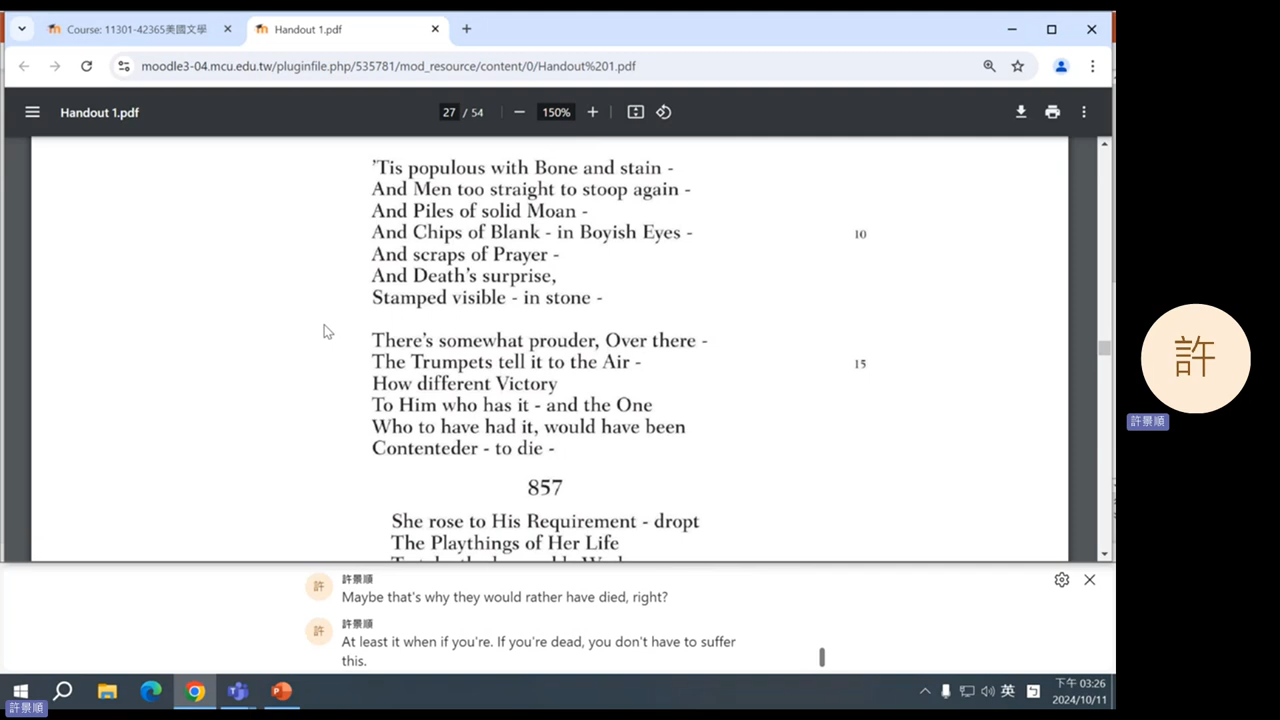 Course: 11301-42365美國文學
Handout 1.pdf
moodle3-04.mcu.edu.tw/pluginfile.php/535781/mod_resource/content/0/Handout%201.pdf
Handout 1.pdf
27 / 54
150%
'Tis populous with Bone and stain -
And Men too straight to stoop again -
And Piles of solid Moan -
And Chips of Blank - in Boyish Eyes - 10
And scraps of Prayer -
And Death's surprise,
Stamped visible - in stone -
There's somewhat prouder, Over there -
The Trumpets tell it to the Air - 15
How different Victory
To Him who has it - and the One
Who to have had it, would have been
Contenteder - to die -
857
She rose to His Requirement - dropt
The Playthings of Her Life
許
許景順
許
許景順
Maybe that's why they would rather have died, right?
許
許景順
At least it when if you're. If you're dead, you don't have to suffer
this.
英
下午 03:26
2024/10/11
許景順